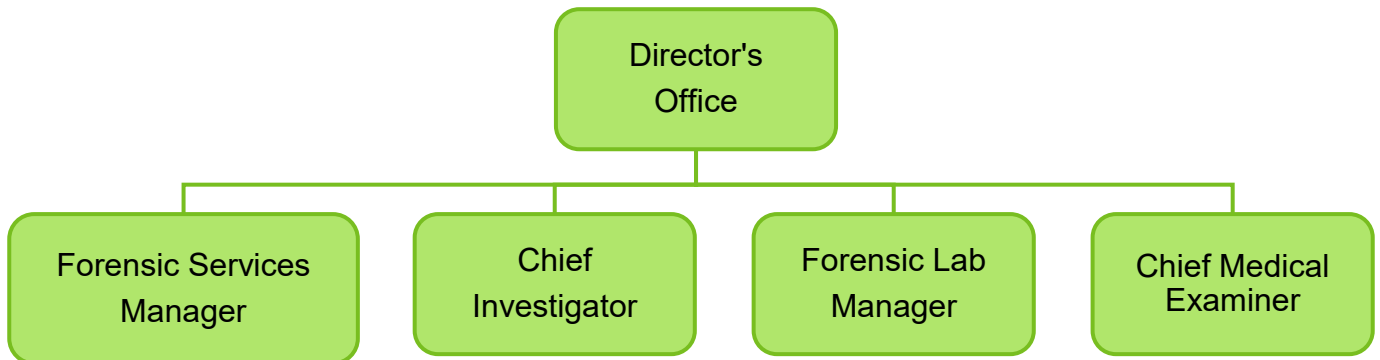 Director's
Office
Forensic Services
Manager
Chief
Investigator
Forensic Lab
Manager
Chief Medical
Examiner